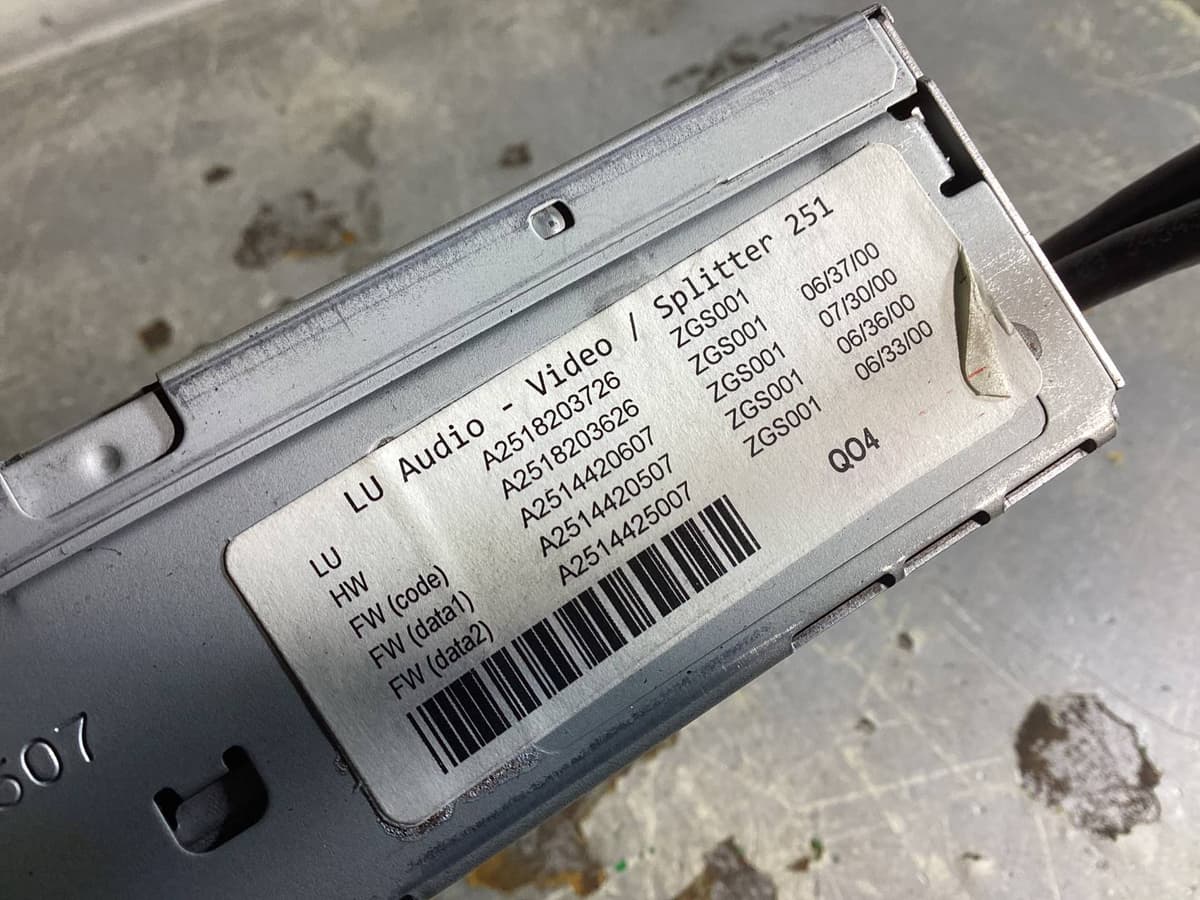 LU Audio - Video / Splitter 251
LU A2518203726 ZGS001
HW A2518203626 ZGS001 06/37/00
FW (code) A2514420607 ZGS001 07/30/00
FW (data1) A2514420507 ZGS001 06/36/00
FW (data2) A2514425007 ZGS001 06/33/00
Q04